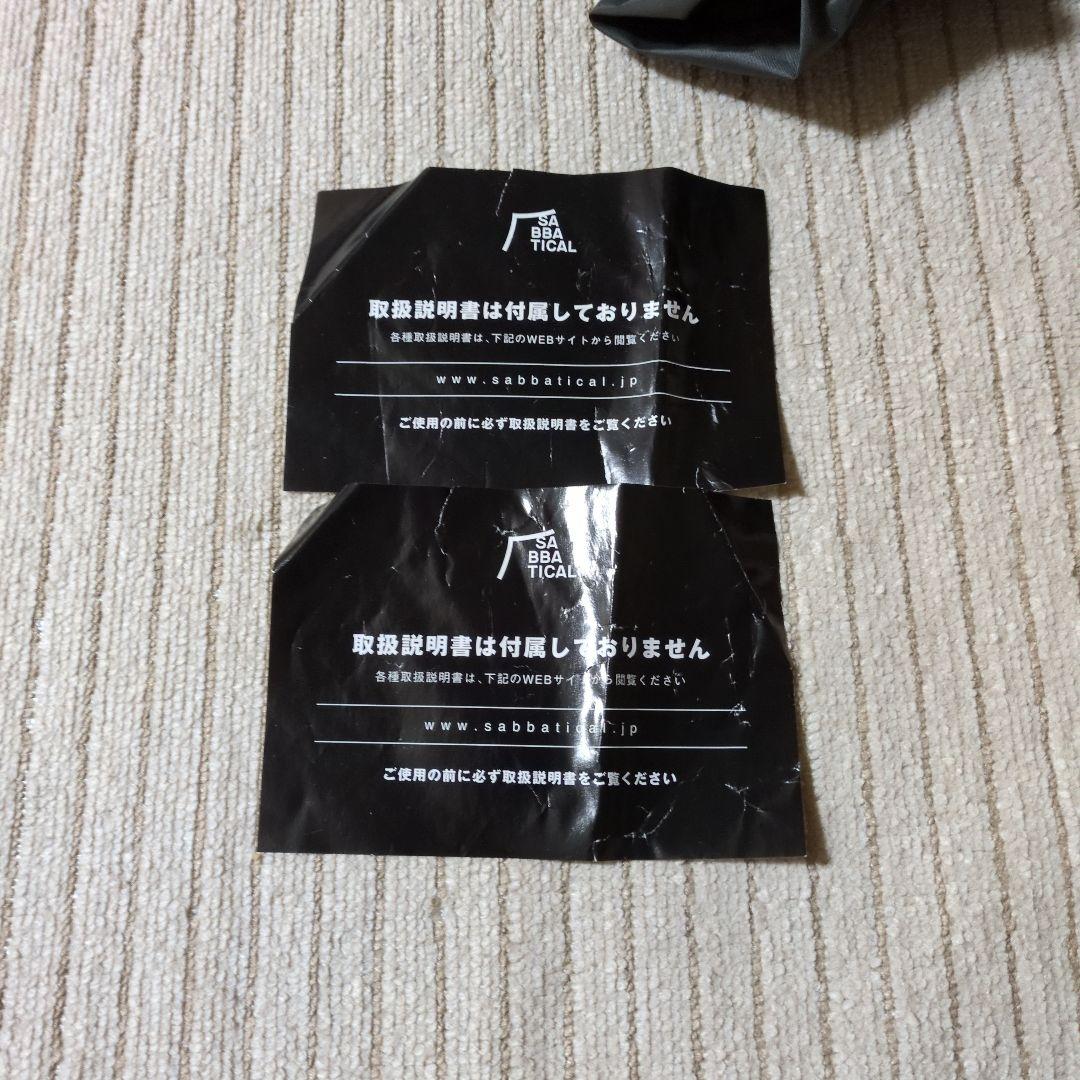 SA
BBA
TICAL
取扱説明書は付属しておりません
各種取扱説明書は、下記のWEBサイトから閲覧ください
www.sabbatical.jp
ご使用の前に必ず取扱説明書をご覧ください
SA
BBA
TICAL
取扱説明書は付属しておりません
各種取扱説明書は、下記のWEBサイトから閲覧ください
www.sabbatical.jp
ご使用の前に必ず取扱説明書をご覧ください